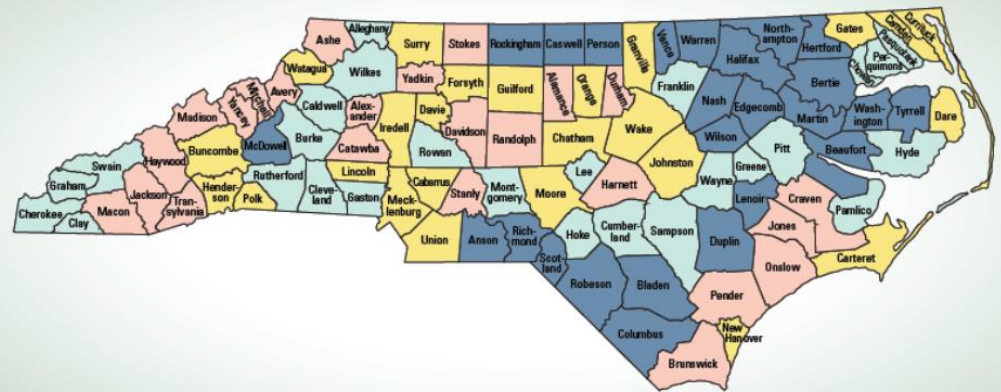 Alleghany
Ashe
Surry
Stokes
Rockingham
Caswell
Person
Granville
Vance
Warren
North-
ampton
Gates
Camden
Currituck
Pasquotank
Per-
quimons
Chowan
Hertford
Halifax
Watagus
Wilkes
Yadkin
Forsyth
Guilford
Alamance
Orange
Durham
Franklin
Nash
Edgecomb
Bertie
Martin
Wash-
ington
Tyrrell
Dare
Avery
Mitchell
Yancey
Madison
Caldwell
Alex-
ander
Iredell
Davie
Davidson
Randolph
Chatham
Wake
Wilson
Pitt
Beaufort
Hyde
Haywood
Buncombe
McDowell
Burke
Catawba
Rowan
Johnston
Greene
Wayne
Swain
Graham
Cherokee
Clay
Macon
Jackson
Tran-
sylvania
Hender-
son
Polk
Rutherford
Cleve-
land
Lincoln
Gaston
Meck-
lenburg
Cabarrus
Stanly
Mont-
gomery
Moore
Lee
Harnett
Lenoir
Craven
Pamlico
Jones
Carteret
Union
Anson
Rich-
mond
Scot-
land
Hoke
Cumber-
land
Sampson
Duplin
Onslow
Robeson
Bladen
Pender
Columbus
New
Hanover
Brunswick